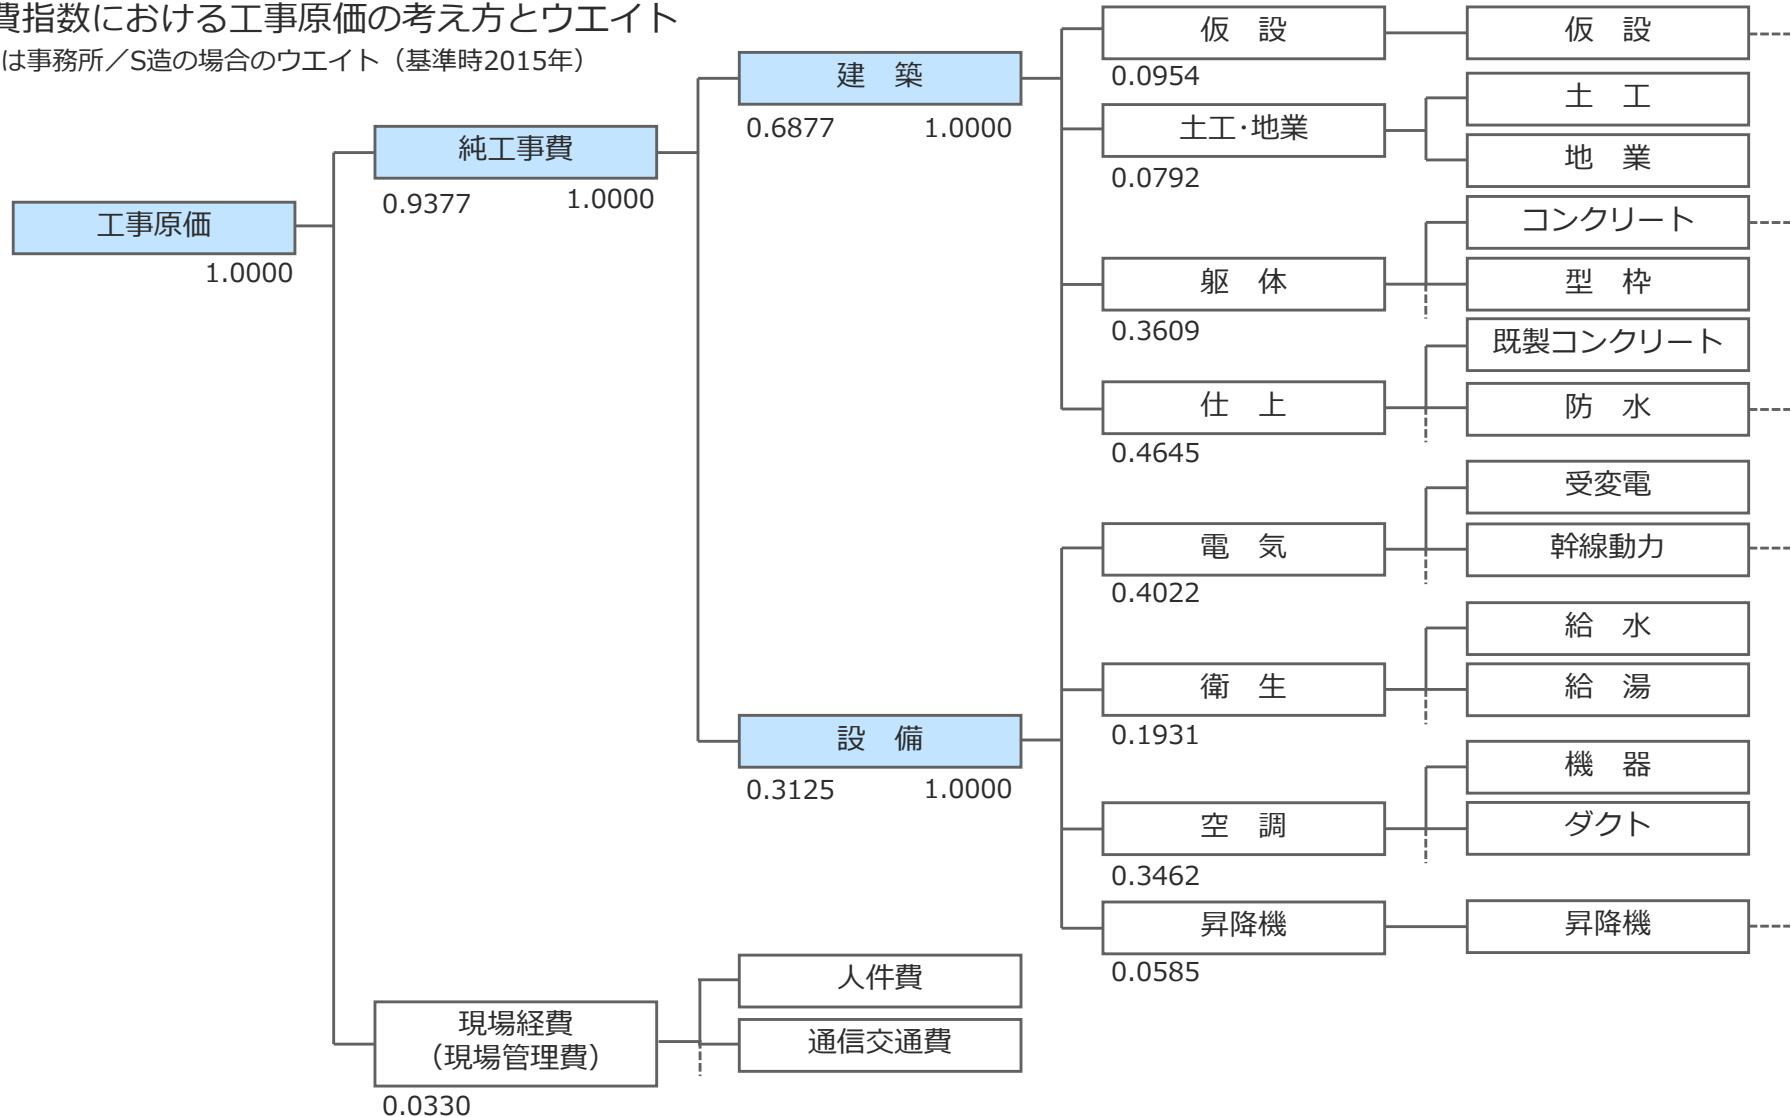 費指数における工事原価の考え方とウエイト
は事務所／S造の場合のウエイト（基準時2015年）
工事原価
1.0000
純工事費
0.9377 1.0000
現場経費
（現場管理費）
0.0330
建　築
0.6877 1.0000
設　備
0.3125 1.0000
人件費
通信交通費
仮　設
0.0954
土工･地業
0.0792
躯　体
0.3609
仕　上
0.4645
電　気
0.4022
衛　生
0.1931
空　調
0.3462
昇降機
0.0585
仮　設
土　工
地　業
コンクリート
型　枠
既製コンクリート
防　水
受変電
幹線動力
給　水
給　湯
機　器
ダクト
昇降機